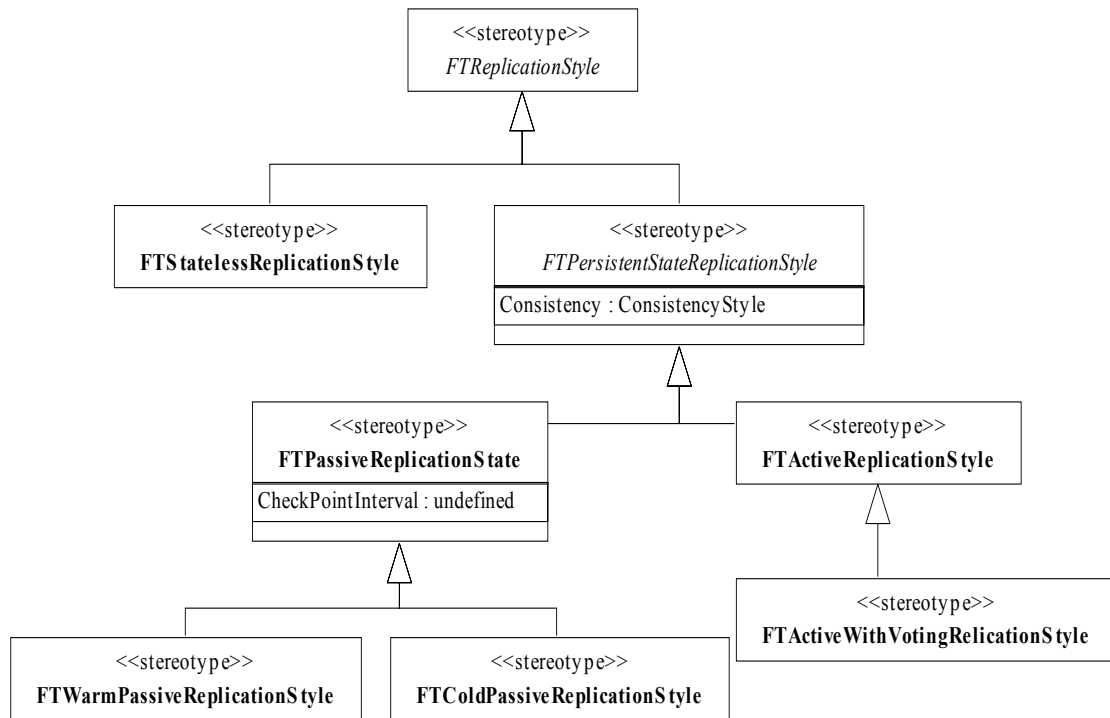 <<stereotype>>
FTReplicationStyle
<<stereotype>>
FTStatelessReplicationStyle
<<stereotype>>
FTPersistentStateReplicationStyle
Consistency : ConsistencyStyle
<<stereotype>>
FTPassiveReplicationState
CheckPointInterval : undefined
<<stereotype>>
FTActiveReplicationStyle
<<stereotype>>
FTActiveWithVotingRelicationStyle
<<stereotype>>
FTWarmPassiveReplicationStyle
<<stereotype>>
FTColdPassiveReplicationStyle